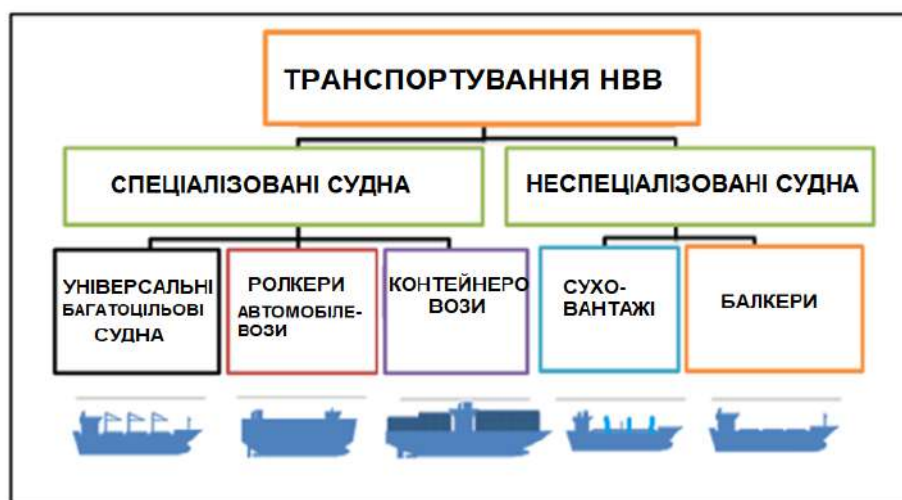 ТРАНСПОРТУВАННЯ НВВ
СПЕЦІАЛІЗОВАНІ СУДНА
НЕСПЕЦІАЛІЗОВАНІ СУДНА
УНІВЕРСАЛЬНІ
БАГАТОЦІЛЬОВІ
СУДНА
РОЛКЕРИ
АВТОМОБІЛЕ-
ВОЗИ
КОНТЕЙНЕРО
ВОЗИ
СУХО-
ВАНТАЖІ
БАЛКЕРИ